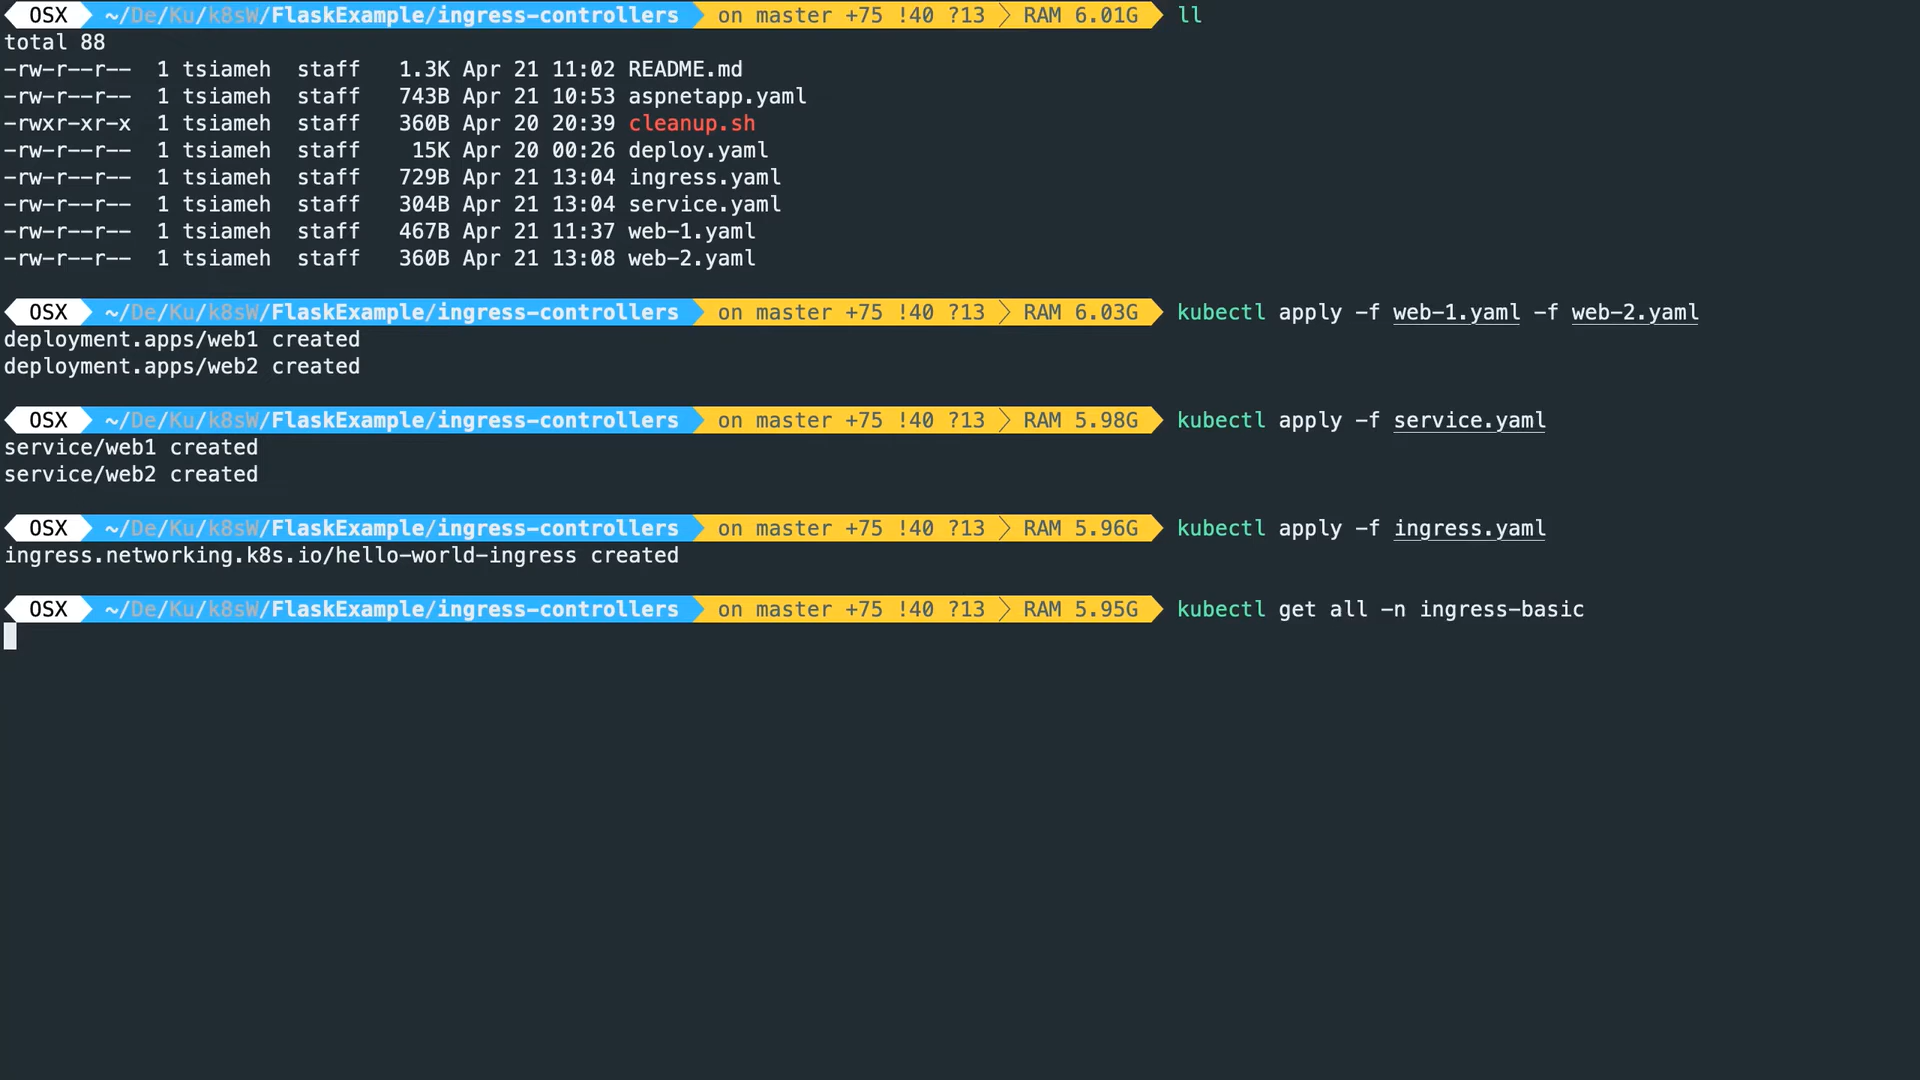 OSX ~/De/Ku/k8sW/FlaskExample/ingress-controllers on master +75 !40 ?13 RAM 6.01G ll
total 88
-rw-r--r-- 1 tsiameh staff 1.3K Apr 21 11:02 README.md
-rw-r--r-- 1 tsiameh staff 743B Apr 21 10:53 aspnetapp.yaml
-rwxr-xr-x 1 tsiameh staff 360B Apr 20 20:39 cleanup.sh
-rw-r--r-- 1 tsiameh staff 15K Apr 20 00:26 deploy.yaml
-rw-r--r-- 1 tsiameh staff 729B Apr 21 13:04 ingress.yaml
-rw-r--r-- 1 tsiameh staff 304B Apr 21 13:04 service.yaml
-rw-r--r-- 1 tsiameh staff 467B Apr 21 11:37 web-1.yaml
-rw-r--r-- 1 tsiameh staff 360B Apr 21 13:08 web-2.yaml
OSX ~/De/Ku/k8sW/FlaskExample/ingress-controllers on master +75 !40 ?13 RAM 6.03G kubectl apply -f web-1.yaml -f web-2.yaml
deployment.apps/web1 created
deployment.apps/web2 created
OSX ~/De/Ku/k8sW/FlaskExample/ingress-controllers on master +75 !40 ?13 RAM 5.98G kubectl apply -f service.yaml
service/web1 created
service/web2 created
OSX ~/De/Ku/k8sW/FlaskExample/ingress-controllers on master +75 !40 ?13 RAM 5.96G kubectl apply -f ingress.yaml
ingress.networking.k8s.io/hello-world-ingress created
OSX ~/De/Ku/k8sW/FlaskExample/ingress-controllers on master +75 !40 ?13 RAM 5.95G kubectl get all -n ingress-basic